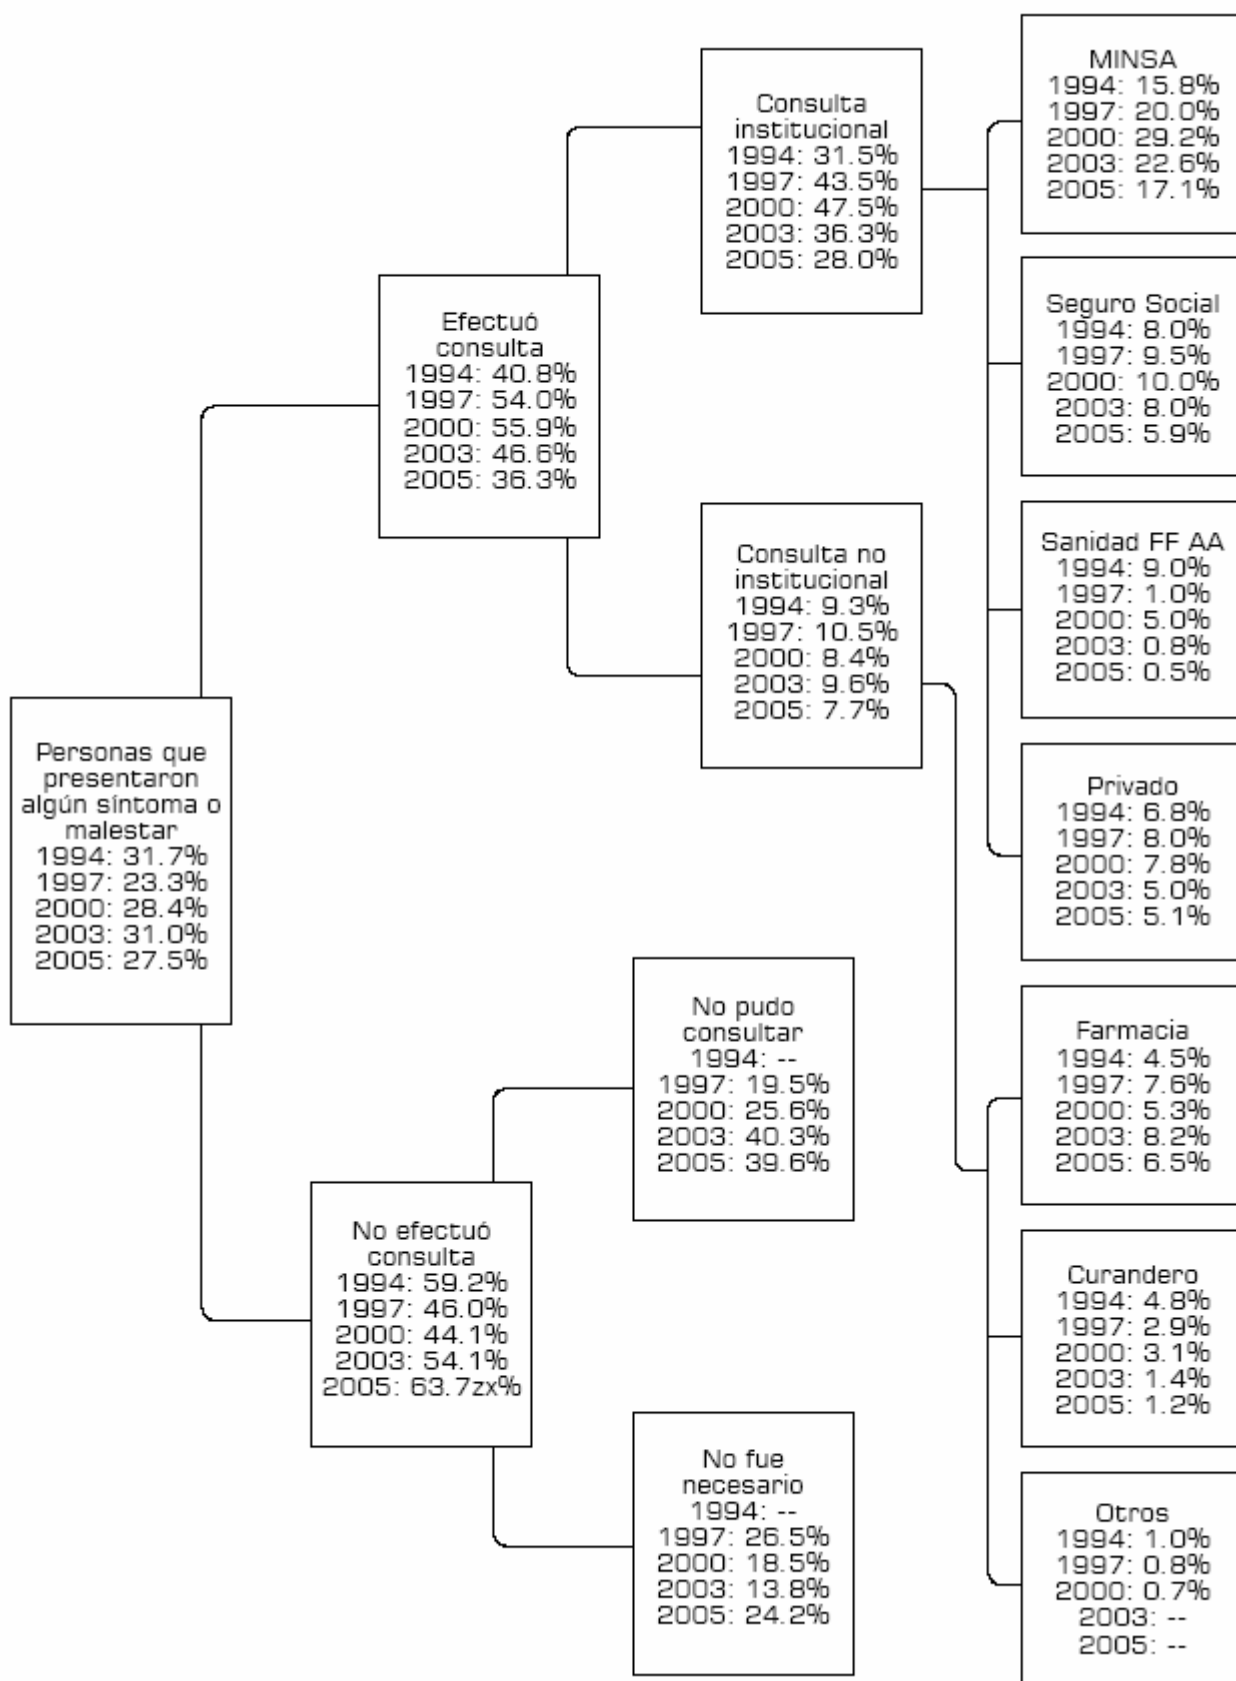 Personas que
presentaron
algún síntoma o
malestar
1994: 31.7%
1997: 23.3%
2000: 28.4%
2003: 31.0%
2005: 27.5%
Efectuó
consulta
1994: 40.8%
1997: 54.0%
2000: 55.9%
2003: 46.6%
2005: 36.3%
Consulta
institucional
1994: 31.5%
1997: 43.5%
2000: 47.5%
2003: 36.3%
2005: 28.0%
MINSA
1994: 15.8%
1997: 20.0%
2000: 29.2%
2003: 22.6%
2005: 17.1%
Seguro Social
1994: 8.0%
1997: 9.5%
2000: 10.0%
2003: 8.0%
2005: 5.9%
Sanidad FF AA
1994: 9.0%
1997: 1.0%
2000: 5.0%
2003: 0.8%
2005: 0.5%
Privado
1994: 6.8%
1997: 8.0%
2000: 7.8%
2003: 5.0%
2005: 5.1%
Consulta no
institucional
1994: 9.3%
1997: 10.5%
2000: 8.4%
2003: 9.6%
2005: 7.7%
Farmacia
1994: 4.5%
1997: 7.6%
2000: 5.3%
2003: 8.2%
2005: 6.5%
Curandero
1994: 4.8%
1997: 2.9%
2000: 3.1%
2003: 1.4%
2005: 1.2%
Otros
1994: 1.0%
1997: 0.8%
2000: 0.7%
2003: --
2005: --
No efectuó
consulta
1994: 59.2%
1997: 46.0%
2000: 44.1%
2003: 54.1%
2005: 63.7zx%
No pudo
consultar
1994: --
1997: 19.5%
2000: 25.6%
2003: 40.3%
2005: 39.6%
No fue
necesario
1994: --
1997: 26.5%
2000: 18.5%
2003: 13.8%
2005: 24.2%